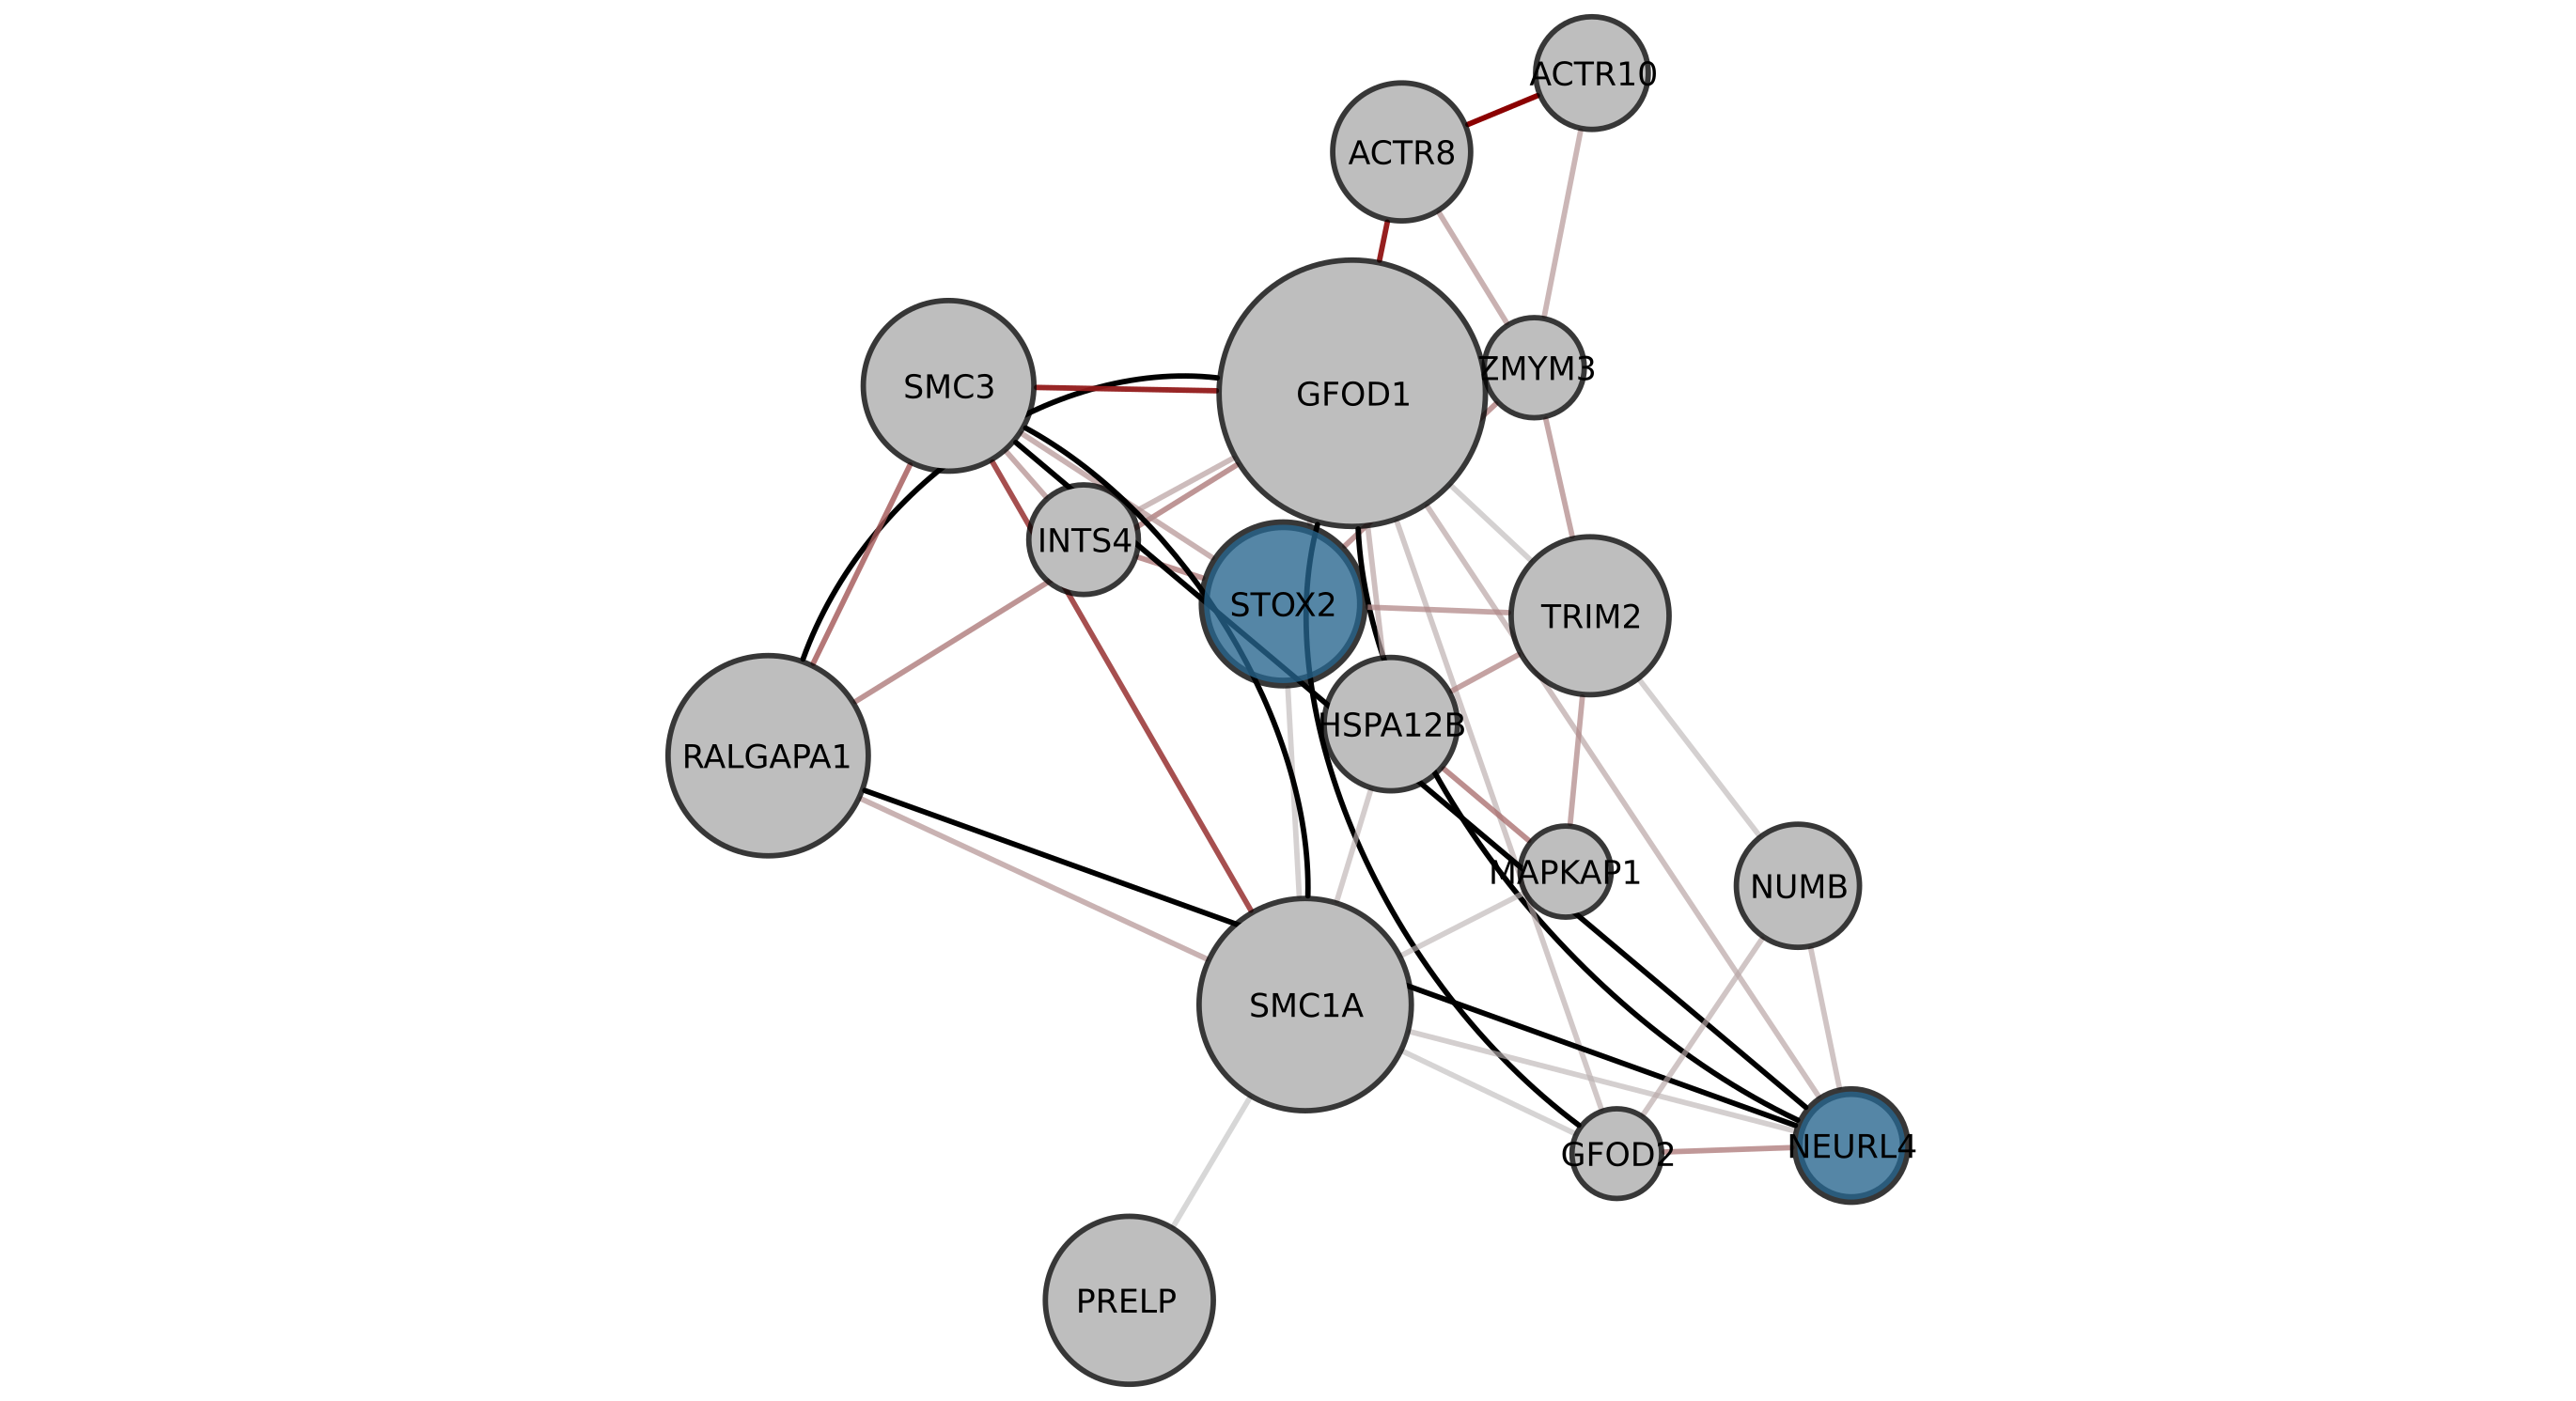 ACTR10
ACTR8
ZMYM3
SMC3
GFOD1
INTS4
STOX2
TRIM2
HSPA12B
RALGAPA1
MAPKAP1
NUMB
SMC1A
NEURL4
GFOD2
PRELP